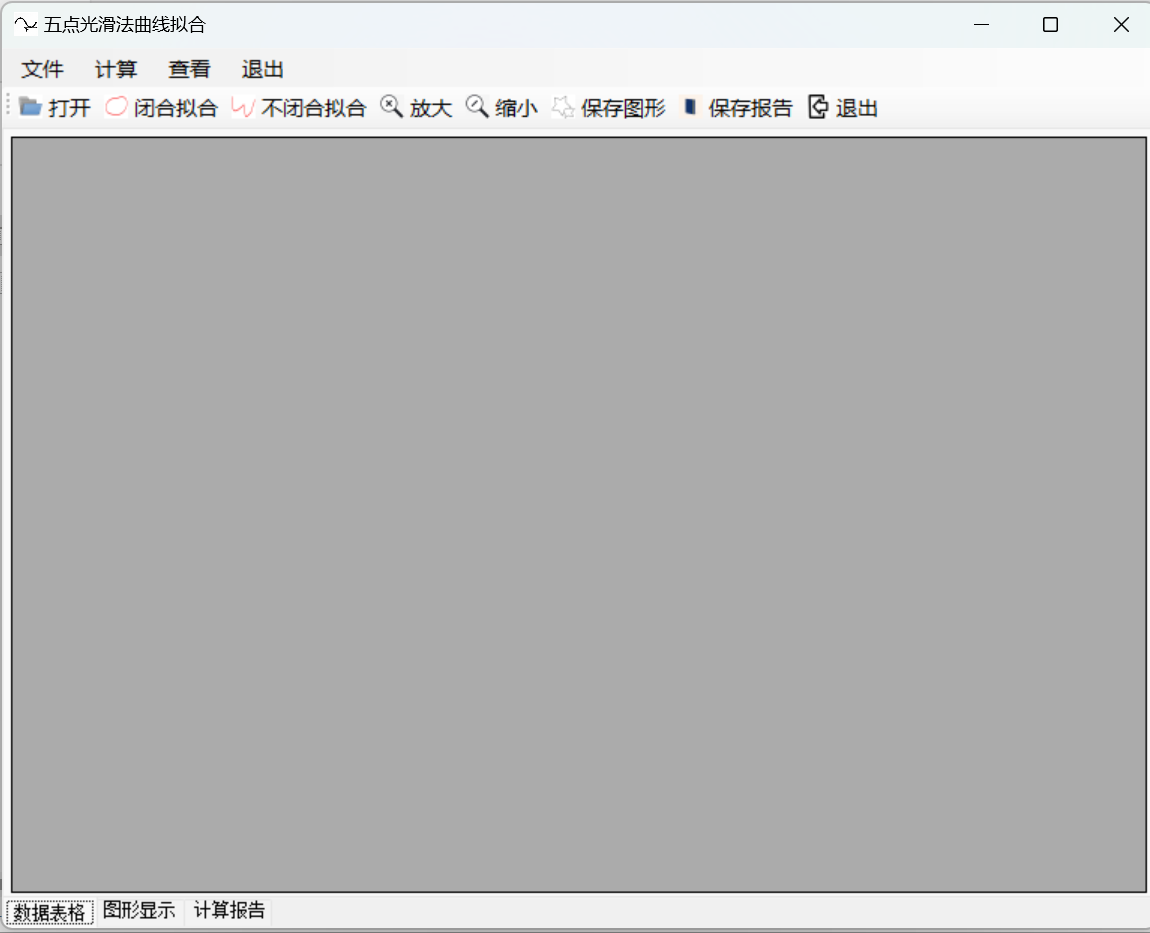 五点光滑法曲线拟合
文件 计算 查看 退出
打开 闭合拟合 不闭合拟合 放大 缩小 保存图形 保存报告 退出
数据表格 图形显示 计算报告